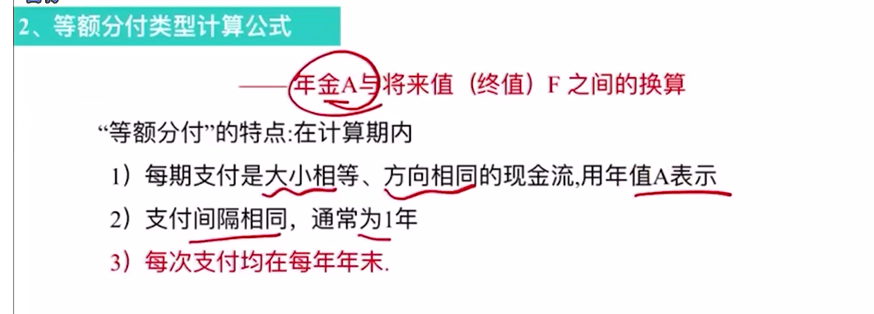 2、等额分付类型计算公式
—— 年金A与将来值（终值）F 之间的换算
“等额分付”的特点:在计算期内
1）每期支付是大小相等、方向相同的现金流,用年值A表示
2）支付间隔相同，通常为1年
3）每次支付均在每年年末.